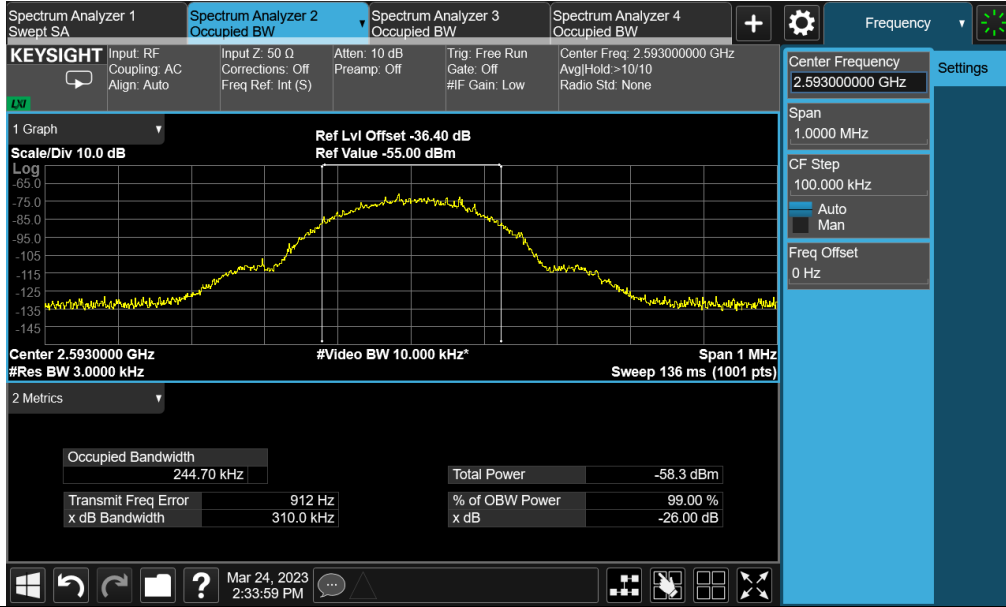 Spectrum Analyzer 1
Swept SA
Spectrum Analyzer 2
Occupied BW
Spectrum Analyzer 3
Occupied BW
Spectrum Analyzer 4
Occupied BW
Frequency
KEYSIGHT
LXI
Input: RF
Coupling: AC
Align: Auto
Input Z: 50 Ω
Corrections: Off
Freq Ref: Int (S)
Atten: 10 dB
Preamp: Off
Trig: Free Run
Gate: Off
#IF Gain: Low
Center Freq: 2.593000000 GHz
Avg|Hold:>10/10
Radio Std: None
Center Frequency
2.593000000 GHz
Settings
Span
1.0000 MHz
CF Step
100.000 kHz
Auto
Man
Freq Offset
0 Hz
1 Graph
Scale/Div 10.0 dB
Ref Lvl Offset -36.40 dB
Ref Value -55.00 dBm
Log
-65.0
-75.0
-85.0
-95.0
-105
-115
-125
-135
-145
Center 2.5930000 GHz
#Video BW 10.000 kHz*
Span 1 MHz
#Res BW 3.0000 kHz
Sweep 136 ms (1001 pts)
2 Metrics
Occupied Bandwidth
244.70 kHz
Total Power -58.3 dBm
Transmit Freq Error 912 Hz
% of OBW Power 99.00 %
x dB Bandwidth 310.0 kHz
x dB -26.00 dB
?
Mar 24, 2023
2:33:59 PM